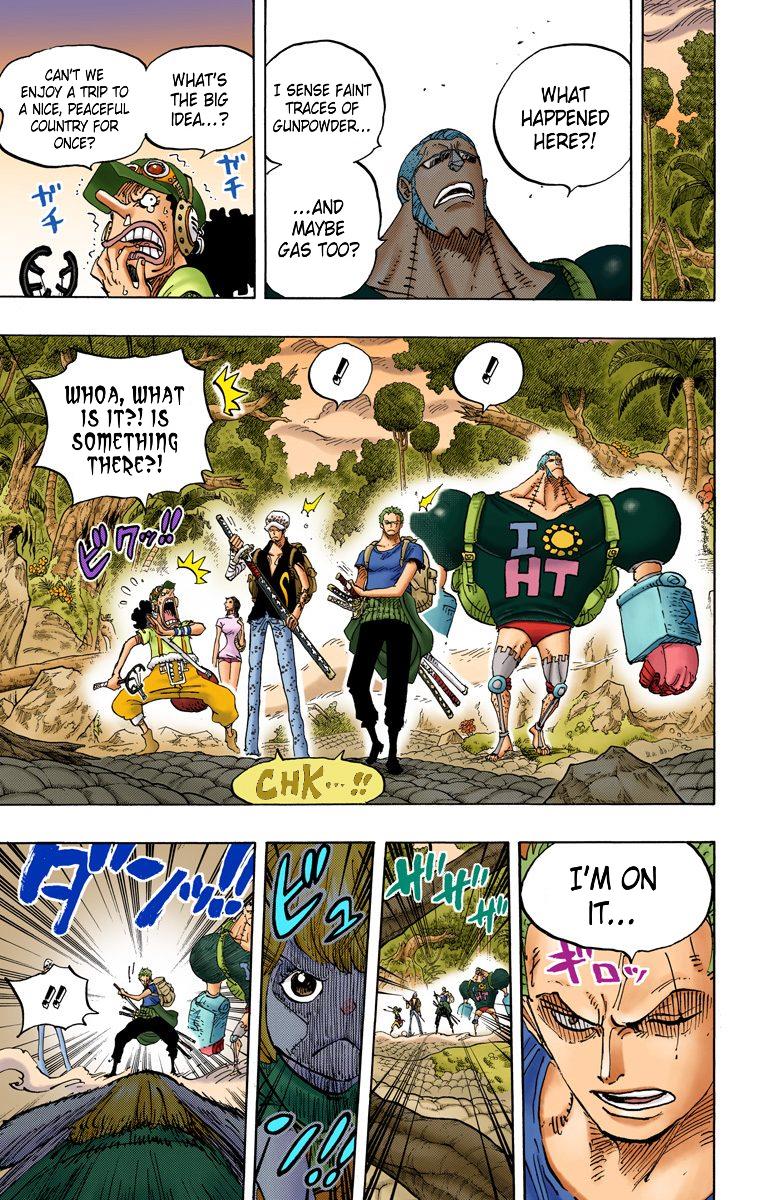 WHAT
HAPPENED
HERE?!
I SENSE FAINT
TRACES OF
GUNPOWDER...
...AND
MAYBE
GAS TOO?
WHAT'S
THE BIG
IDEA...?
CAN'T WE
ENJOY A TRIP TO
A NICE, PEACEFUL
COUNTRY FOR
ONCE?
ガチ
ガチ
!
!
WHOA, WHAT
IS IT?! IS
SOMETHING
THERE?!
ビクッ!!
I
HT
CHK...!!
I'M ON
IT...
ギロッ
ザザザザ
ビュン!!
ダンッ!!
!!